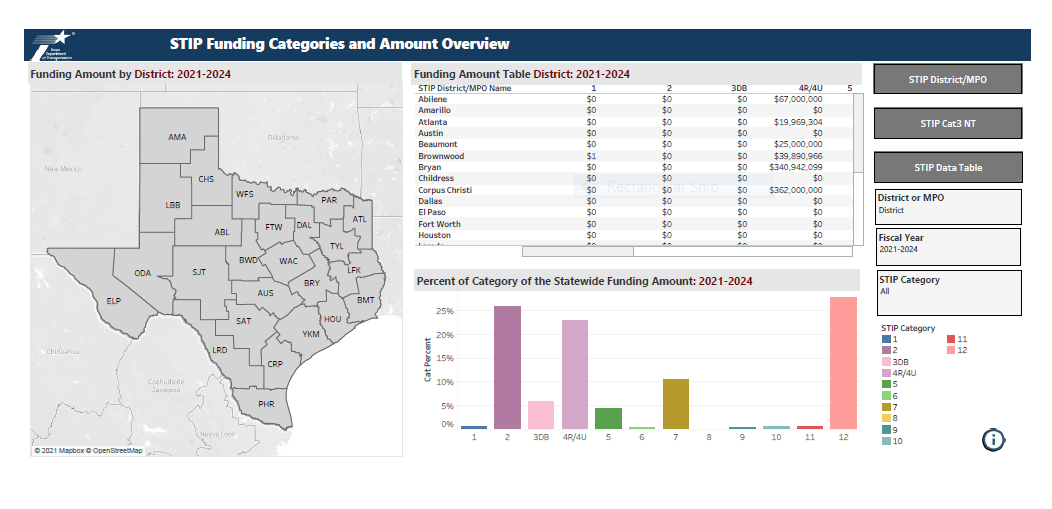 Texas
Department
of Transportation
STIP Funding Categories and Amount Overview
Funding Amount by District: 2021-2024
Oklahoma
New Mexico
AMA
CHS
LBB
WFS
PAR
ABL
FTW
DAL
ATL
TYL
ODA
SJT
BWD
WAC
LFK
BRY
ELP
AUS
BMT
SAT
HOU
YKM
LRD
CRP
PHR
Chihuahua
Coahuila de
Zaragoza
Nuevo León
© 2021 Mapbox © OpenStreetMap
Funding Amount Table District: 2021-2024
STIP District/MPO Name 1 2 3DB 4R/4U 5
Abilene $0 $0 $0 $67,000,000
Amarillo $0 $0 $0 $0
Atlanta $0 $0 $0 $19,969,304
Austin $0 $0 $0 $0
Beaumont $0 $0 $0 $25,000,000
Brownwood $1 $0 $0 $39,890,966
Bryan $0 $0 $0 $340,942,099
Childress $0 $0 $0 $0
Corpus Christi $0 $0 $0 $362,000,000
Dallas $0 $0 $0 $0
El Paso $0 $0 $0 $0
Fort Worth $0 $0 $0 $0
Houston $0 $0 $0 $0
Rectangular Snip
Percent of Category of the Statewide Funding Amount: 2021-2024
Cat Percent
25%
20%
15%
10%
5%
0%
1 2 3DB 4R/4U 5 6 7 8 9 10 11 12
STIP District/MPO
STIP Cat3 NT
STIP Data Table
District or MPO
District
Fiscal Year
2021-2024
STIP Category
All
STIP Category
1
2
3DB
4R/4U
5
6
7
8
9
10
11
12
i